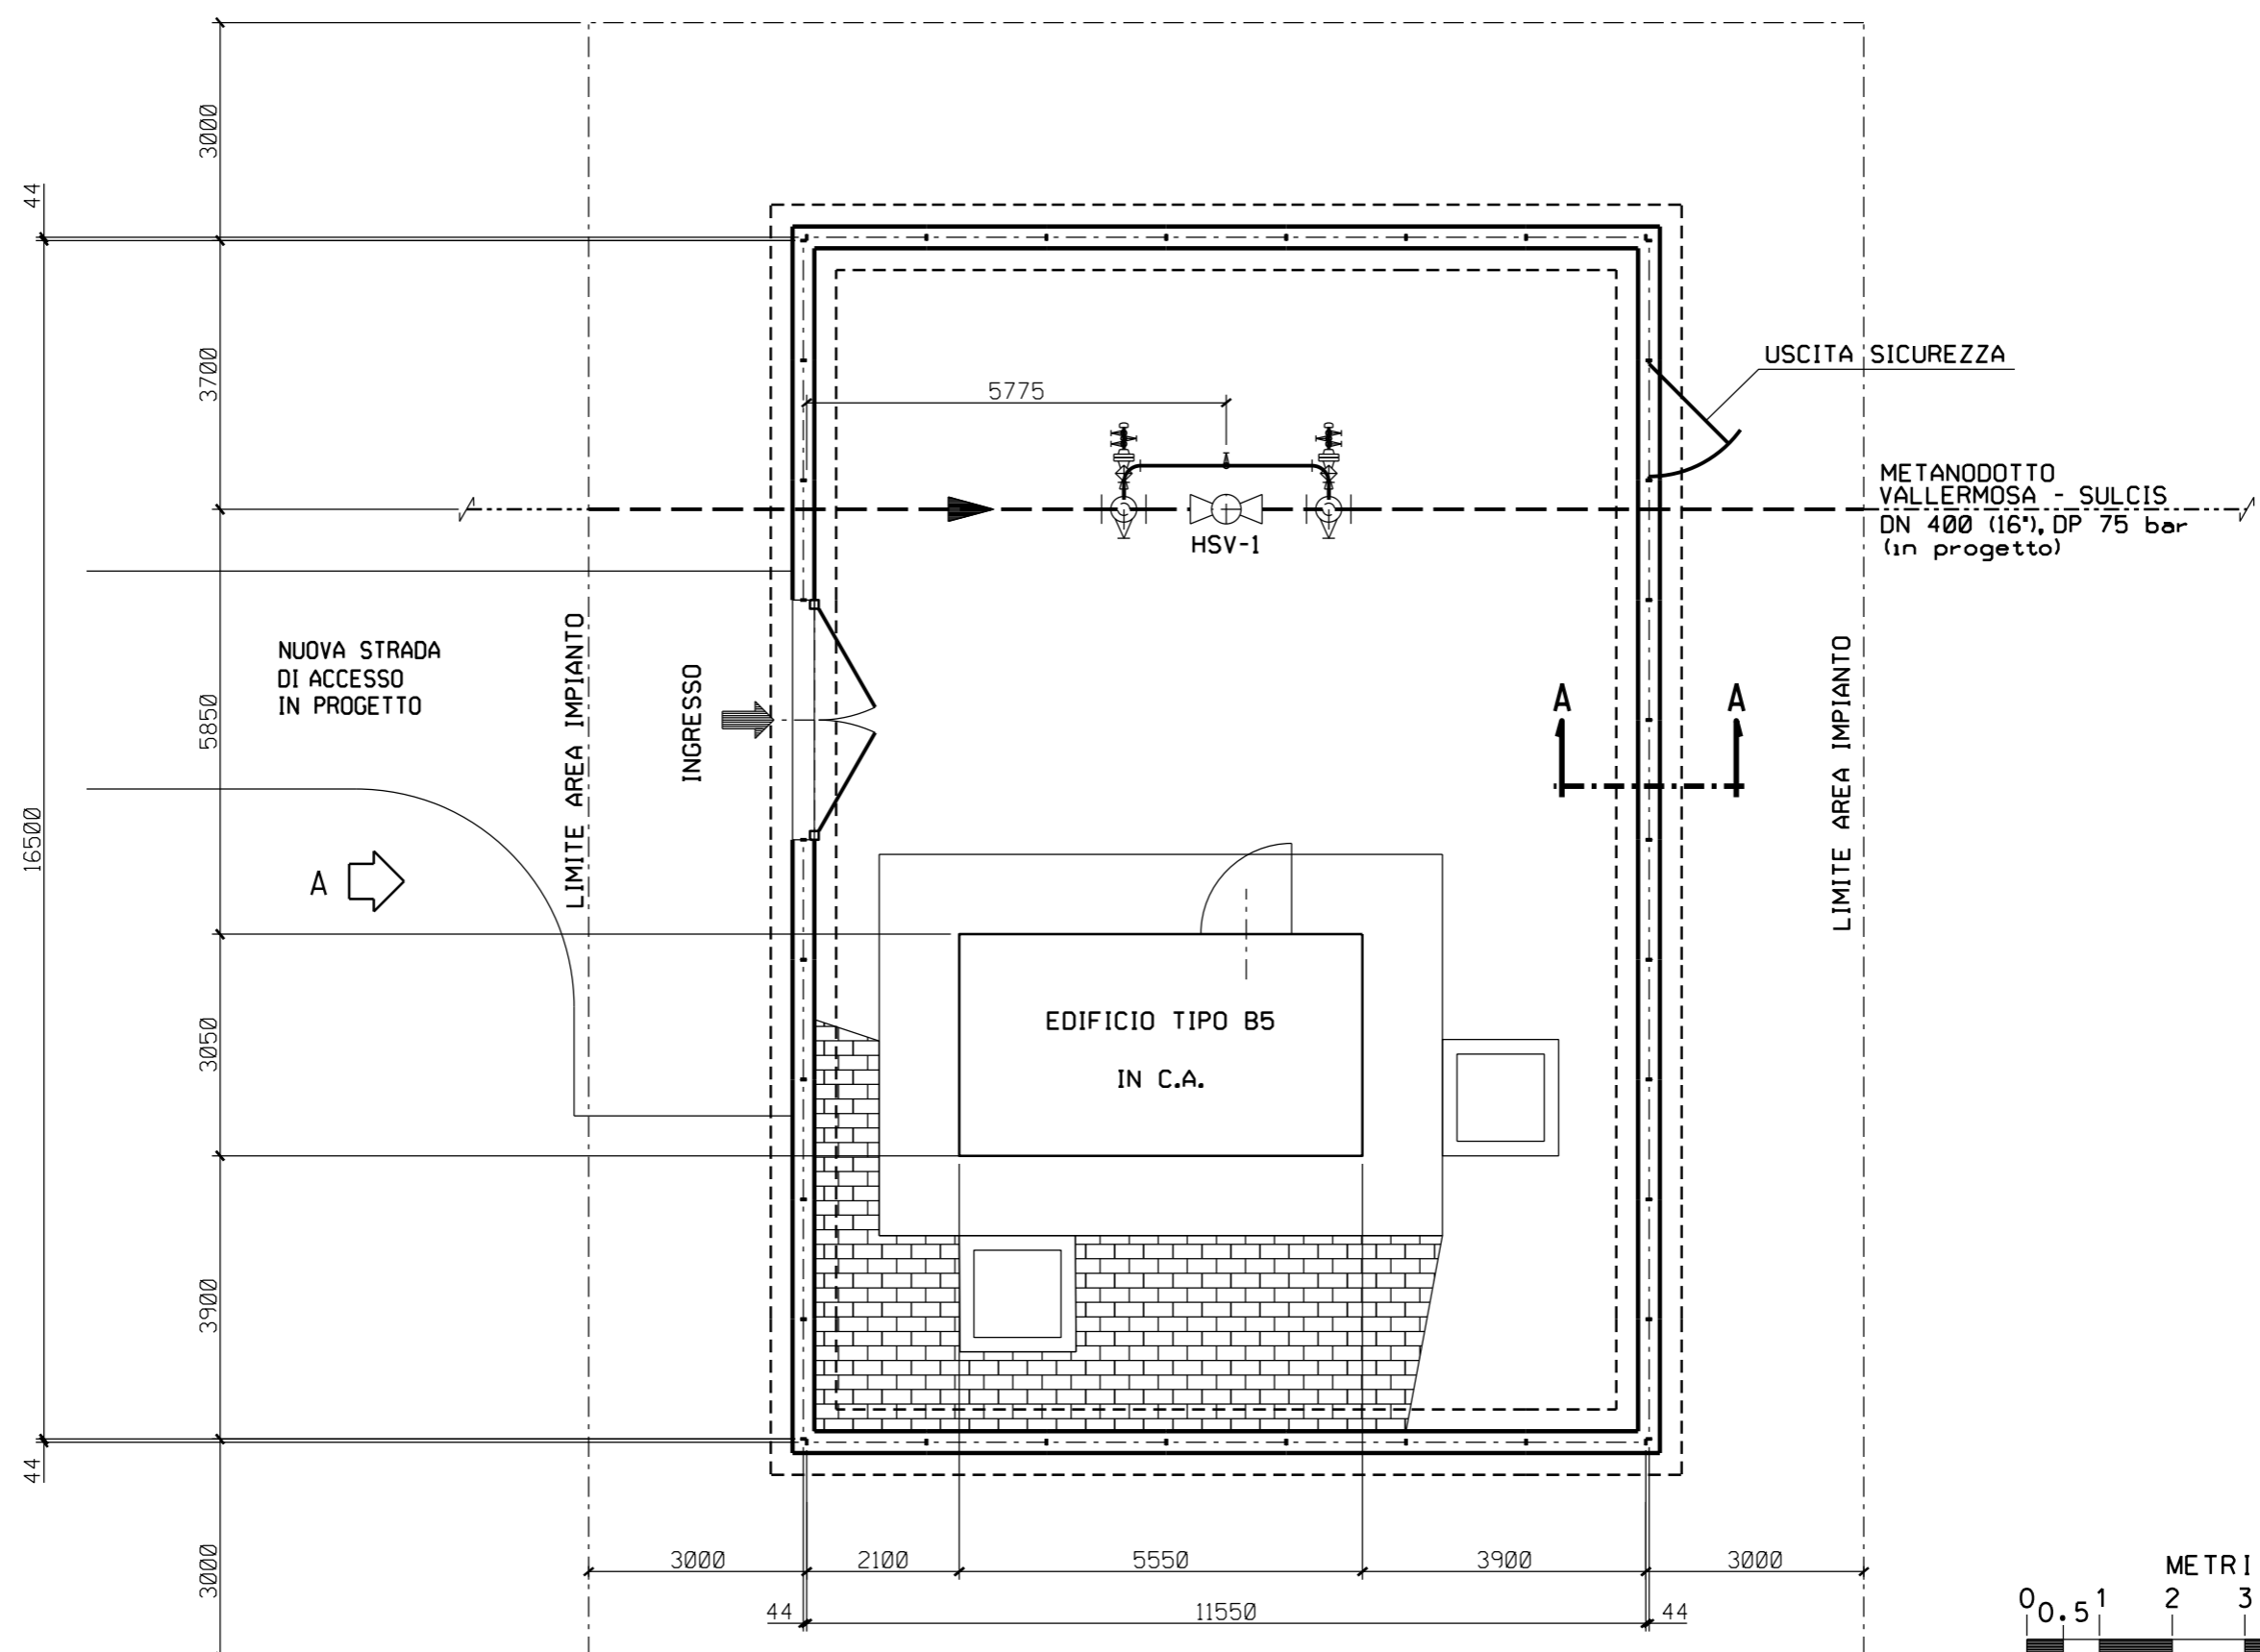 3000
44
3700
5775
USCITA SICUREZZA
METANODOTTO
VALLERMOSA - SULCIS
DN 400 (16"), DP 75 bar
(in progetto)
HSV-1
NUOVA STRADA
DI ACCESSO
IN PROGETTO
LIMITE AREA IMPIANTO
INGRESSO
A
A
LIMITE AREA IMPIANTO
5850
16500
A
EDIFICIO TIPO B5
IN C.A.
3050
3900
44
3000
3000
2100
5550
3900
3000
44
11550
44
METRI
0 0.5 1 2 3